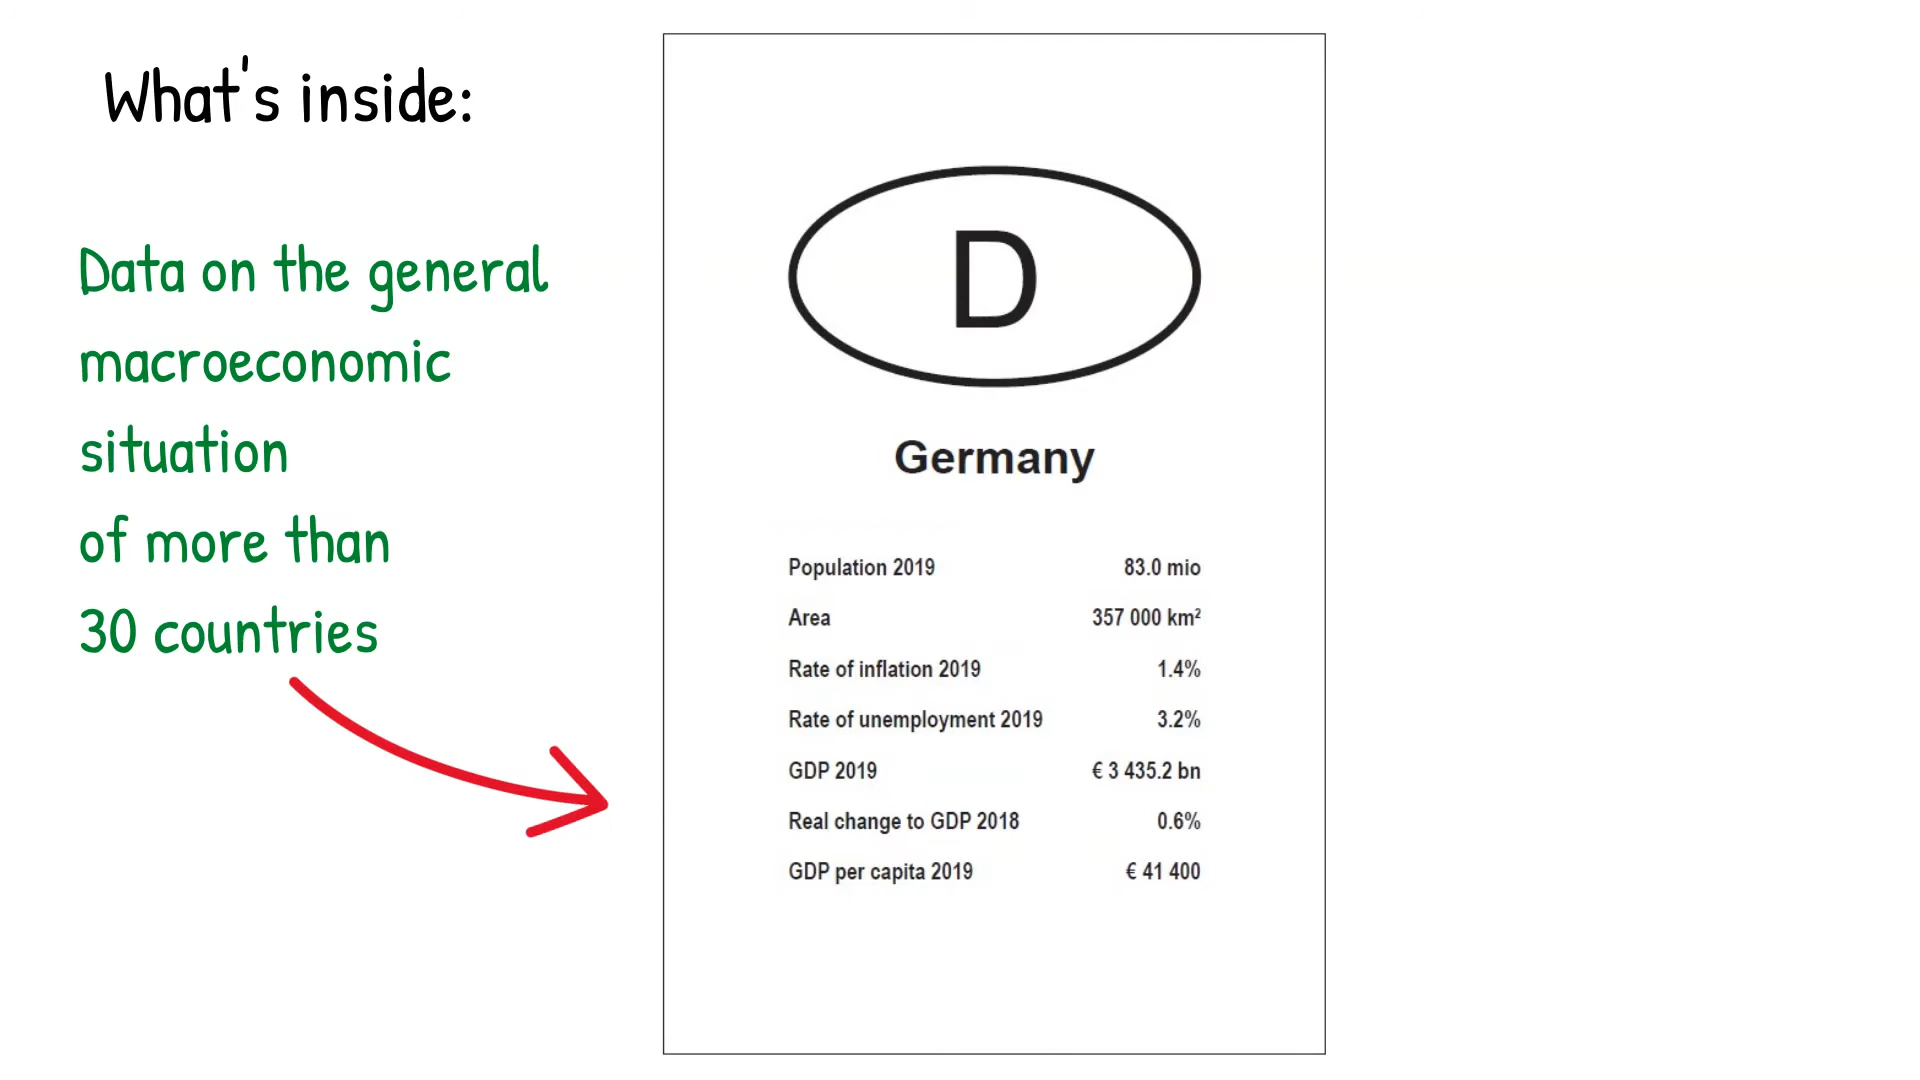 What's inside:
Data on the general
macroeconomic
situation
of more than
30 countries
D
Germany
Population 2019 83.0 mio
Area 357 000 km²
Rate of inflation 2019 1.4%
Rate of unemployment 2019 3.2%
GDP 2019 € 3 435.2 bn
Real change to GDP 2018 0.6%
GDP per capita 2019 € 41 400